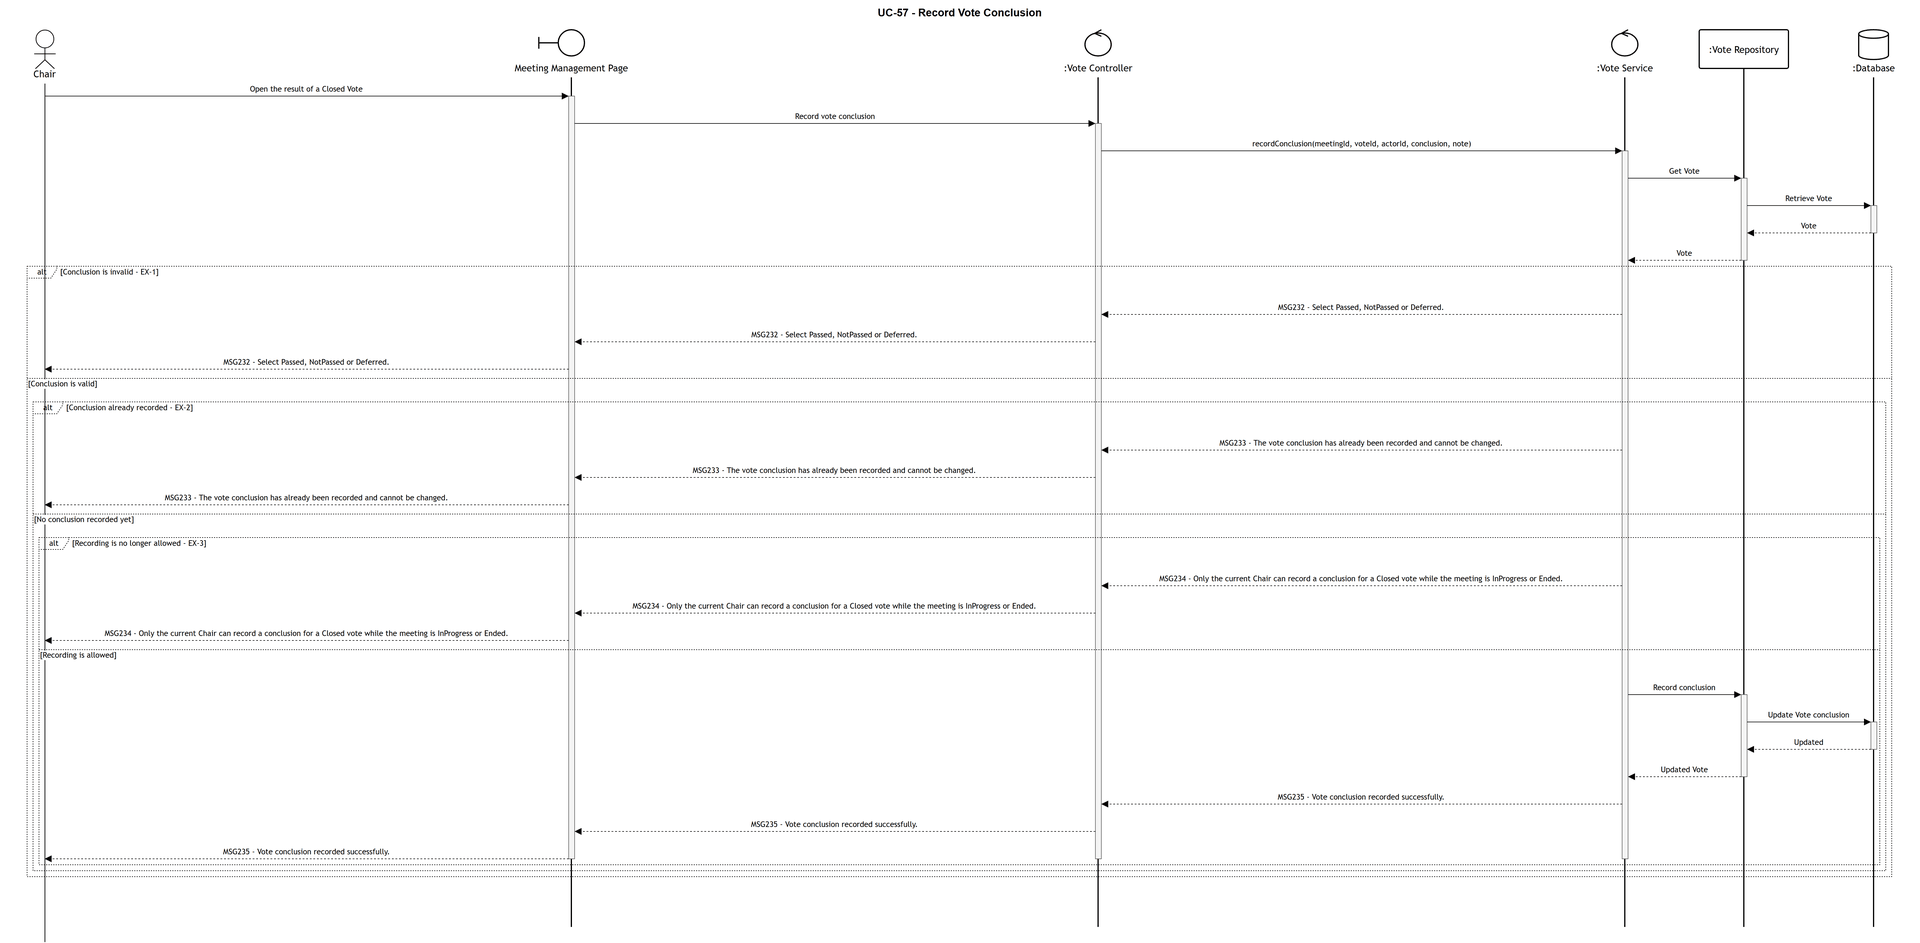 UC-57 - Record Vote Conclusion
Chair
Meeting Management Page
:Vote Controller
:Vote Service
:Vote Repository
:Database
Open the result of a Closed Vote
Record vote conclusion
recordConclusion(meetingId, voteId, actorId, conclusion, note)
Get Vote
Retrieve Vote
Vote
Vote
alt [Conclusion is invalid - EX-1]
MSG232 - Select Passed, NotPassed or Deferred.
MSG232 - Select Passed, NotPassed or Deferred.
MSG232 - Select Passed, NotPassed or Deferred.
[Conclusion is valid]
alt [Conclusion already recorded - EX-2]
MSG233 - The vote conclusion has already been recorded and cannot be changed.
MSG233 - The vote conclusion has already been recorded and cannot be changed.
MSG233 - The vote conclusion has already been recorded and cannot be changed.
[No conclusion recorded yet]
alt [Recording is no longer allowed - EX-3]
MSG234 - Only the current Chair can record a conclusion for a Closed vote while the meeting is InProgress or Ended.
MSG234 - Only the current Chair can record a conclusion for a Closed vote while the meeting is InProgress or Ended.
MSG234 - Only the current Chair can record a conclusion for a Closed vote while the meeting is InProgress or Ended.
[Recording is allowed]
Record conclusion
Update Vote conclusion
Updated
Updated Vote
MSG235 - Vote conclusion recorded successfully.
MSG235 - Vote conclusion recorded successfully.
MSG235 - Vote conclusion recorded successfully.